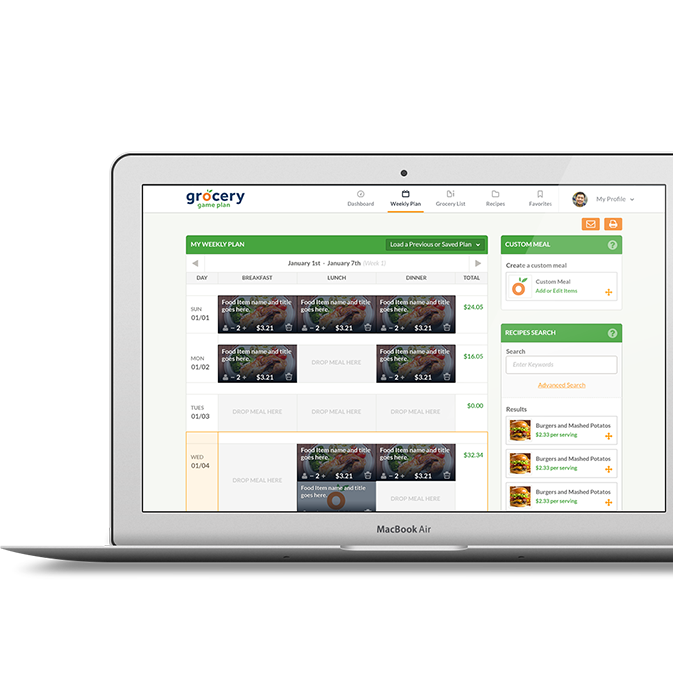 grocery
game plan
Dashboard
Weekly Plan
Grocery List
Recipes
Favorites
My Profile
MY WEEKLY PLAN
Load a Previous or Saved Plan
January 1st - January 7th (Week 1)
DAY BREAKFAST LUNCH DINNER TOTAL
SUN
01/01
Food Item name and title
goes here.
– 2 + $3.21
Food Item name and title
goes here.
– 2 + $3.21
Food Item name and title
goes here.
– 2 + $3.21
$24.05
MON
01/02
Food Item name and title
goes here.
– 2 + $3.21
DROP MEAL HERE
Food Item name and title
goes here.
– 2 + $3.21
$16.05
TUES
01/03
DROP MEAL HERE
DROP MEAL HERE
DROP MEAL HERE
$0.00
WED
01/04
DROP MEAL HERE
Food Item name and title
goes here.
– 2 + $3.21
Food Item name and title
goes here.
– 2 + $3.21
$32.34
Food Item name and title
goes here.
DROP MEAL HERE
CUSTOM MEAL
?
Create a custom meal
Custom Meal
Add or Edit Items
RECIPES SEARCH
?
Search
Enter Keywords
Advanced Search
Results
Burgers and Mashed Potatos
$2.33 per serving
Burgers and Mashed Potatos
$2.33 per serving
Burgers and Mashed Potatos
$2.33 per serving
MacBook Air